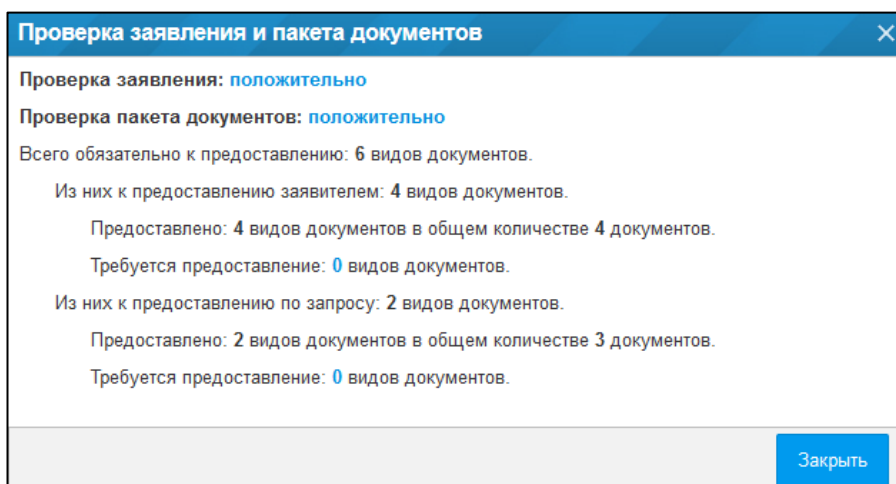 Проверка заявления и пакета документов
Проверка заявления: положительно
Проверка пакета документов: положительно
Всего обязательно к предоставлению: 6 видов документов.
Из них к предоставлению заявителем: 4 видов документов.
Предоставлено: 4 видов документов в общем количестве 4 документов.
Требуется предоставление: 0 видов документов.
Из них к предоставлению по запросу: 2 видов документов.
Предоставлено: 2 видов документов в общем количестве 3 документов.
Требуется предоставление: 0 видов документов.
Закрыть